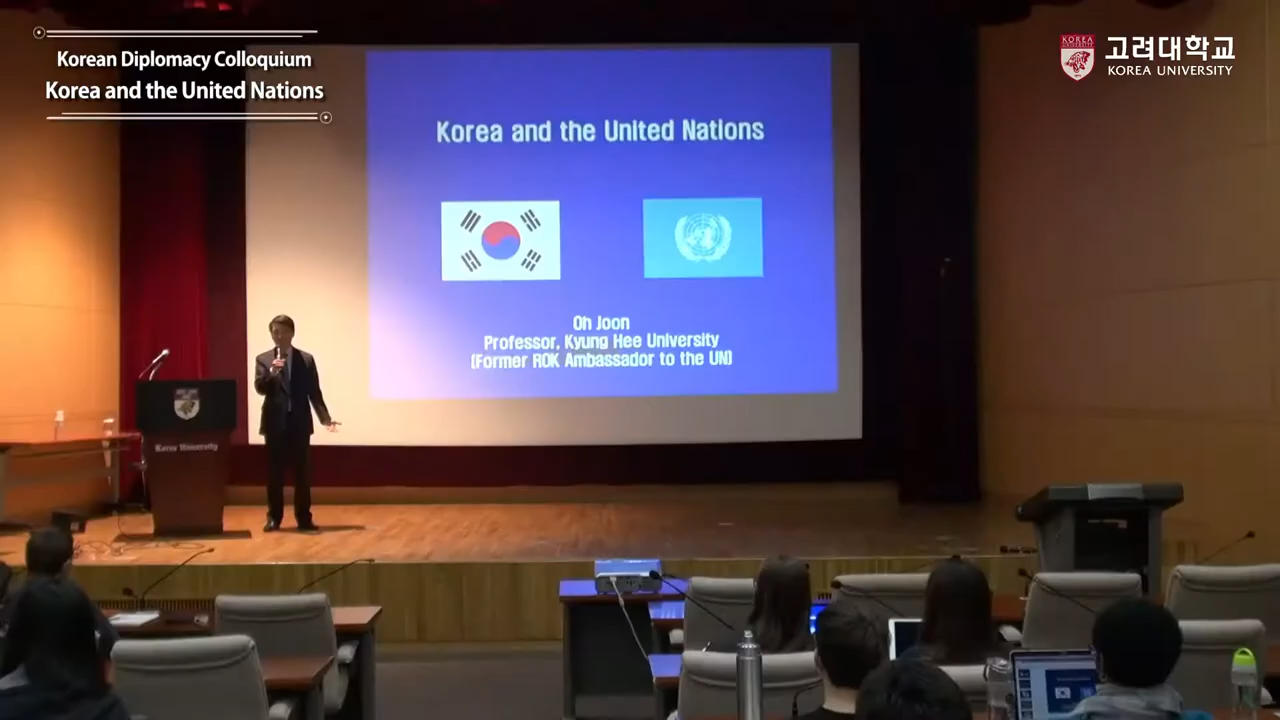 Korean Diplomacy Colloquium
Korea and the United Nations
KOREA
고려대학교
KOREA UNIVERSITY
Korea and the United Nations
Oh Joon
Professor, Kyung Hee University
(Former ROK Ambassador to the UN)
Korea University